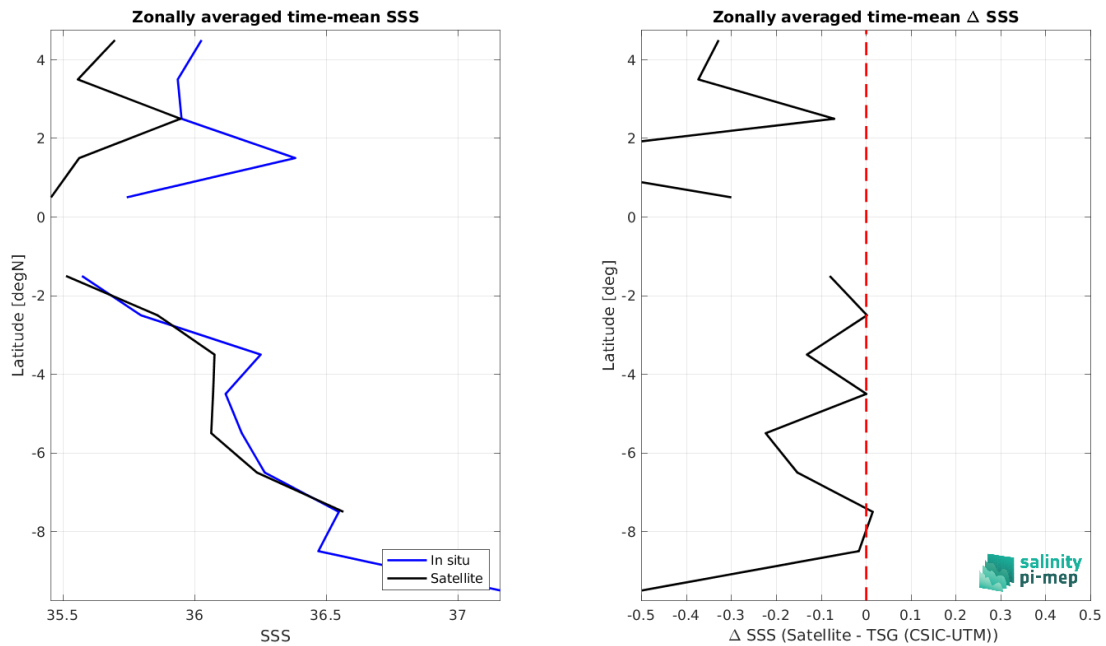 Zonally averaged time-mean SSS
4
2
0
-2
-4
-6
-8
Latitude [degN]
35.5 36 36.5 37
SSS
In situ
Satellite
Zonally averaged time-mean Δ SSS
4
2
0
-2
-4
-6
-8
Latitude [deg]
-0.5 -0.4 -0.3 -0.2 -0.1 0 0.1 0.2 0.3 0.4 0.5
Δ SSS (Satellite - TSG (CSIC-UTM))
salinity
pi-mep